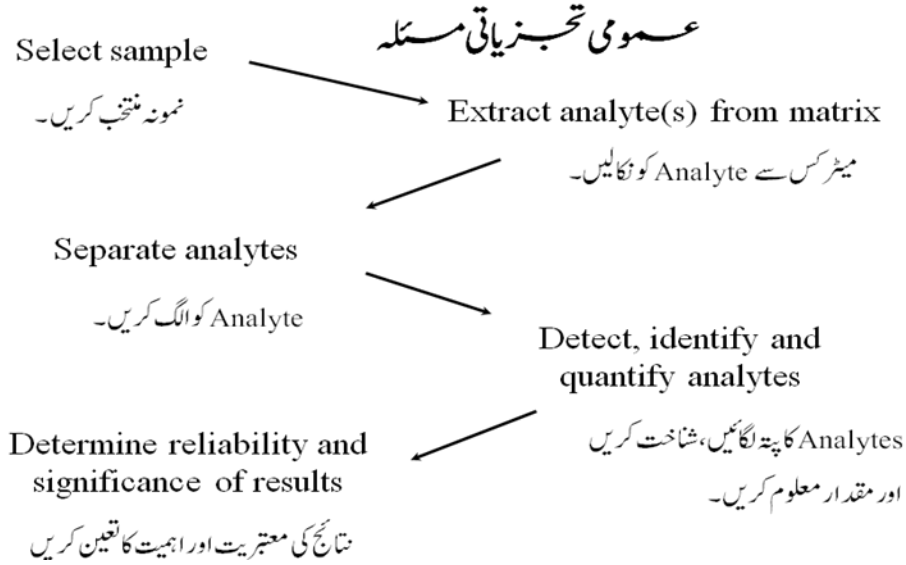 عمومی تجزیاتی مسئلہ
Select sample
نمونہ منتخب کریں۔
Extract analyte(s) from matrix
میٹرکس سے Analyte کو نکالیں۔
Separate analytes
Analyte کو الگ کریں۔
Detect, identify and
quantify analytes
Analytes کا پتہ لگائیں، شناخت کریں
اور مقدار معلوم کریں۔
Determine reliability and
significance of results
نتائج کی معتبریت اور اہمیت کا تعین کریں